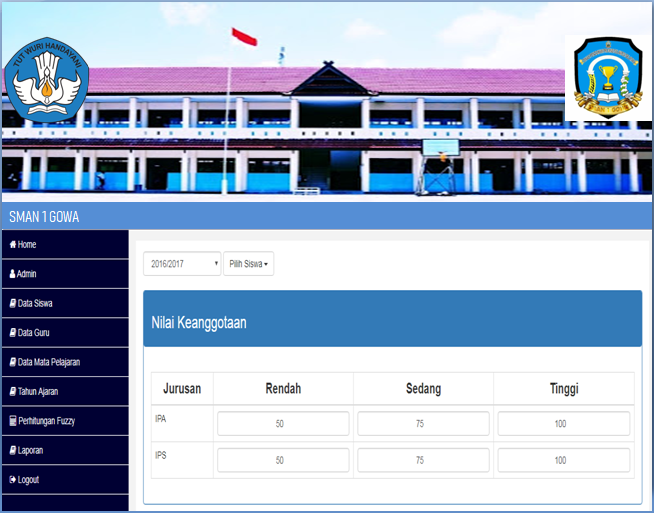 TUT WURI HANDAYANI
SMAN 1 GOWA
Home
Admin
Data Siswa
Data Guru
Data Mata Pelajaran
Tahun Ajaran
Perhitungan Fuzzy
Laporan
Logout
2016/2017 Pilih Siswa
Nilai Keanggotaan
Jurusan Rendah Sedang Tinggi
IPA 50 75 100
IPS 50 75 100